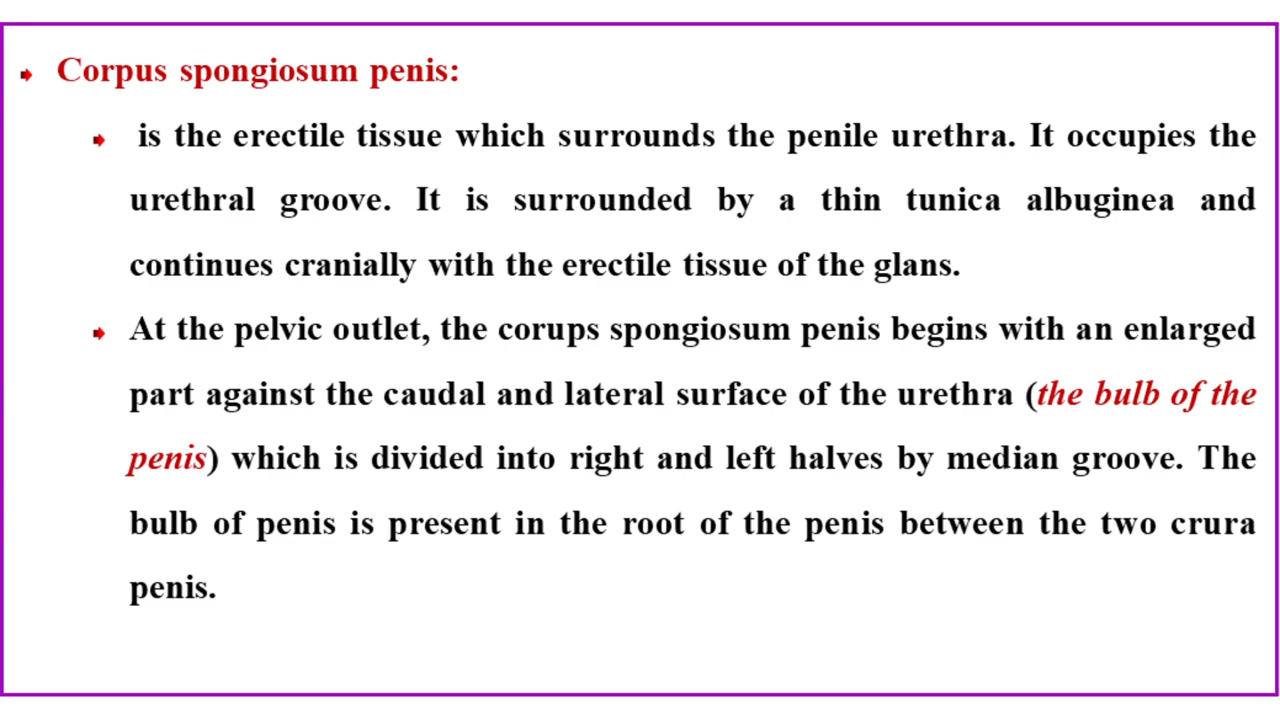 Corpus spongiosum penis:
is the erectile tissue which surrounds the penile urethra. It occupies the
urethral groove. It is surrounded by a thin tunica albuginea and
continues cranially with the erectile tissue of the glans.
At the pelvic outlet, the corups spongiosum penis begins with an enlarged
part against the caudal and lateral surface of the urethra (the bulb of the
penis) which is divided into right and left halves by median groove. The
bulb of penis is present in the root of the penis between the two crura
penis.